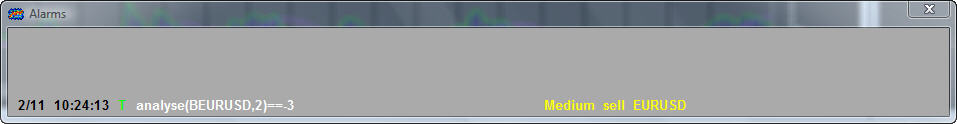 Alarms
2/11 10:24:13 T analyse(BEURUSD,2)==-3 Medium sell EURUSD